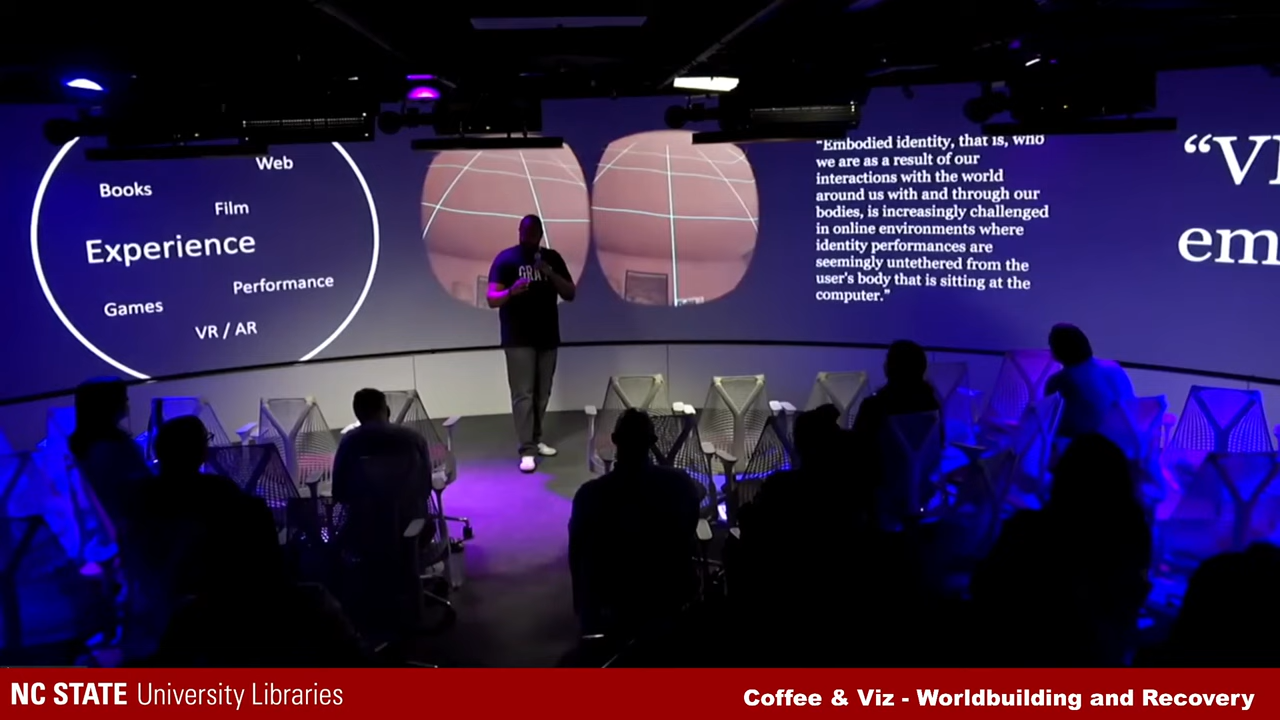 Web
Books
Film
Experience
Performance
Games
VR / AR
GRAY
"Embodied identity, that is, who
we are as a result of our
interactions with the world
around us with and through our
bodies, is increasingly challenged
in online environments where
identity performances are
seemingly untethered from the
user's body that is sitting at the
computer."
em
NC STATE University Libraries
Coffee & Viz - Worldbuilding and Recovery